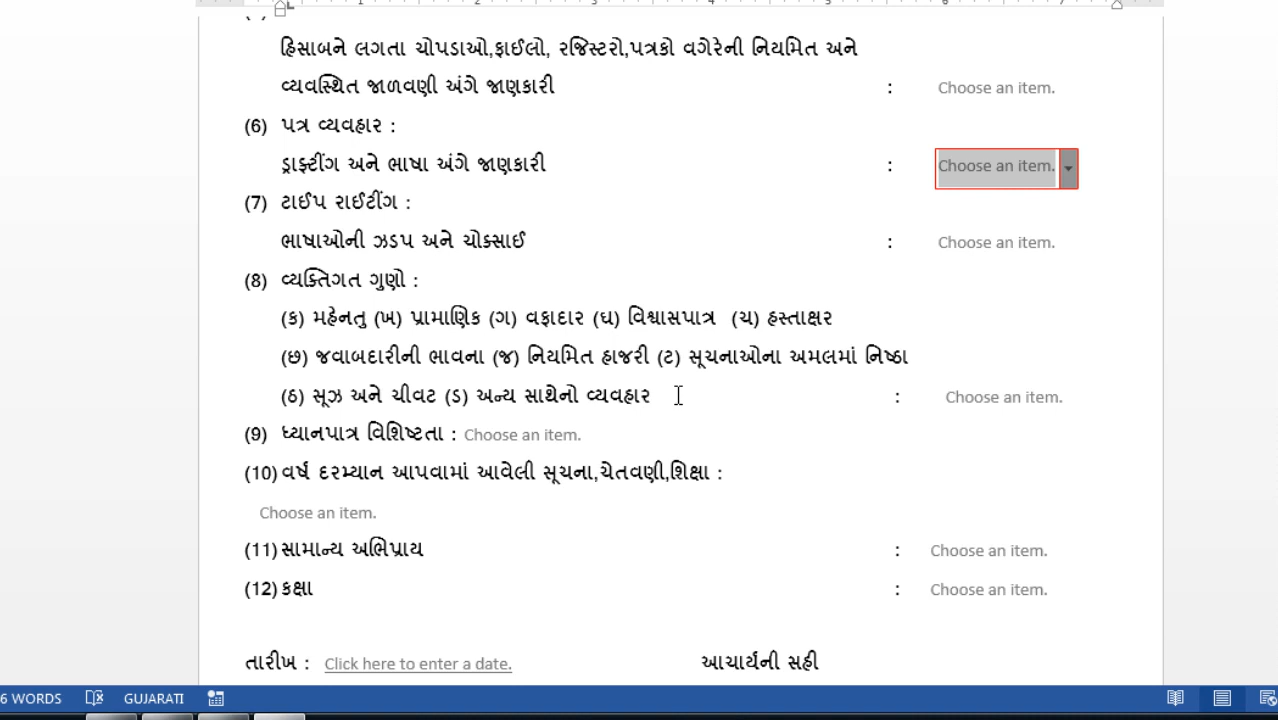 હિસાબને લગતા ચોપડાઓ,ફાઈલો, રજિસ્ટરો,પત્રકો વગેરેની નિયમિત અને
વ્યવસ્થિત જાળવણી અંગે જાણકારી : Choose an item.
(6) પત્ર વ્યવહાર :
ડ્રાફ્ટીંગ અને ભાષા અંગે જાણકારી : Choose an item.
(7) ટાઈપ રાઈટીંગ :
ભાષાઓની ઝડપ અને ચોક્સાઈ : Choose an item.
(8) વ્યક્તિગત ગુણો :
(ક) મહેનતુ (ખ) પ્રામાણિક (ગ) વફાદાર (ઘ) વિશ્વાસપાત્ર (ચ) હસ્તાક્ષર
(છ) જવાબદારીની ભાવના (જ) નિયમિત હાજરી (ટ) સૂચનાઓના અમલમાં નિષ્ઠા
(ઠ) સૂઝ અને ચીવટ (ડ) અન્ય સાથેનો વ્યવહાર : Choose an item.
(9) ધ્યાનપાત્ર વિશિષ્ટતા : Choose an item.
(10) વર્ષ દરમ્યાન આપવામાં આવેલી સૂચના,ચેતવણી,શિક્ષા :
Choose an item.
(11) સામાન્ય અભિપ્રાય : Choose an item.
(12) કક્ષા : Choose an item.
તારીખ : Click here to enter a date. આચાર્યની સહી
6 WORDS GUJARATI